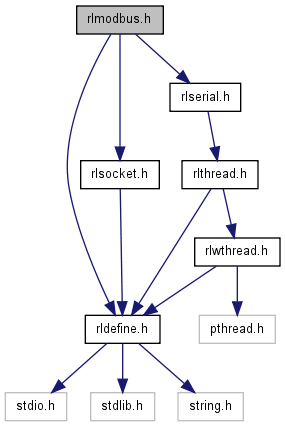 rlmodbus.h
rlserial.h
rlsocket.h
rlthread.h
rlwthread.h
rldefine.h
pthread.h
stdio.h
stdlib.h
string.h